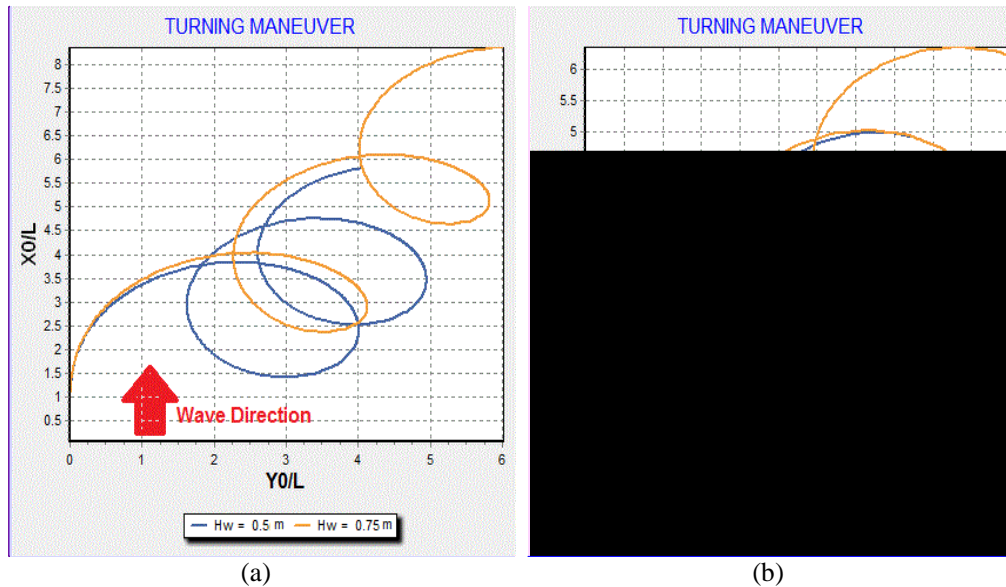 TURNING MANEUVER
8
7.5
7
6.5
6
5.5
5
4.5
4
3.5
3
2.5
2
1.5
1
0.5
X0/L
Wave Direction
0 1 2 3 4 5 6
Y0/L
Hw = 0.5 m Hw = 0.75 m
(a)
TURNING MANEUVER
6
5.5
5
(b)